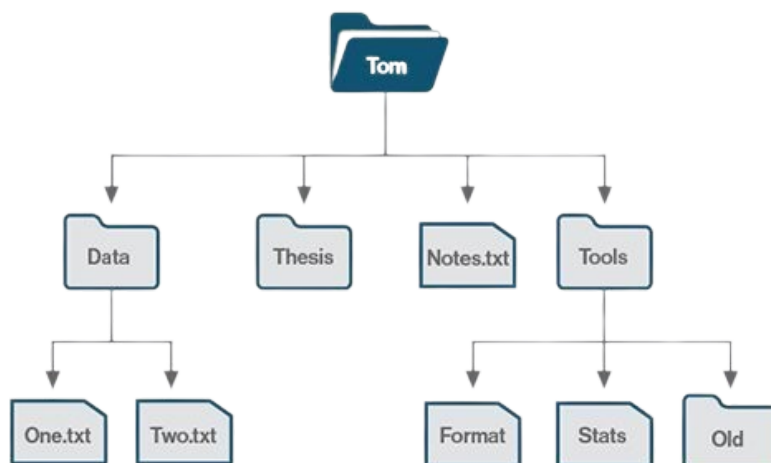 Tom
Data
Thesis
Notes.txt
Tools
One.txt
Two.txt
Format
Stats
Old